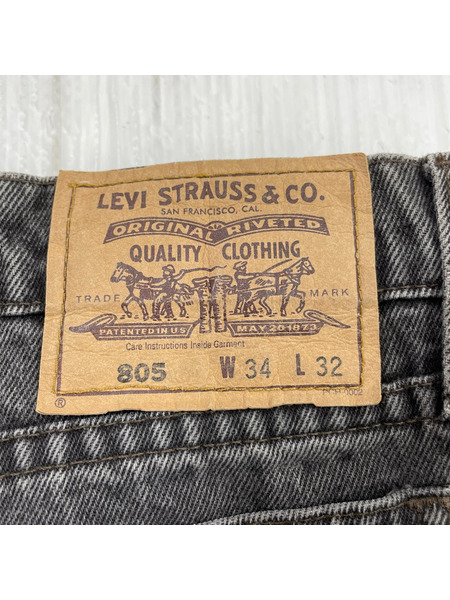 LEVI STRAUSS & CO.
SAN FRANCISCO, CAL.
ORIGINAL RIVETED
QUALITY CLOTHING
TRADE MARK
PATENTED IN U.S. MAY 20 1873
Care Instructions Inside Garment
805 W 34 L 32
®